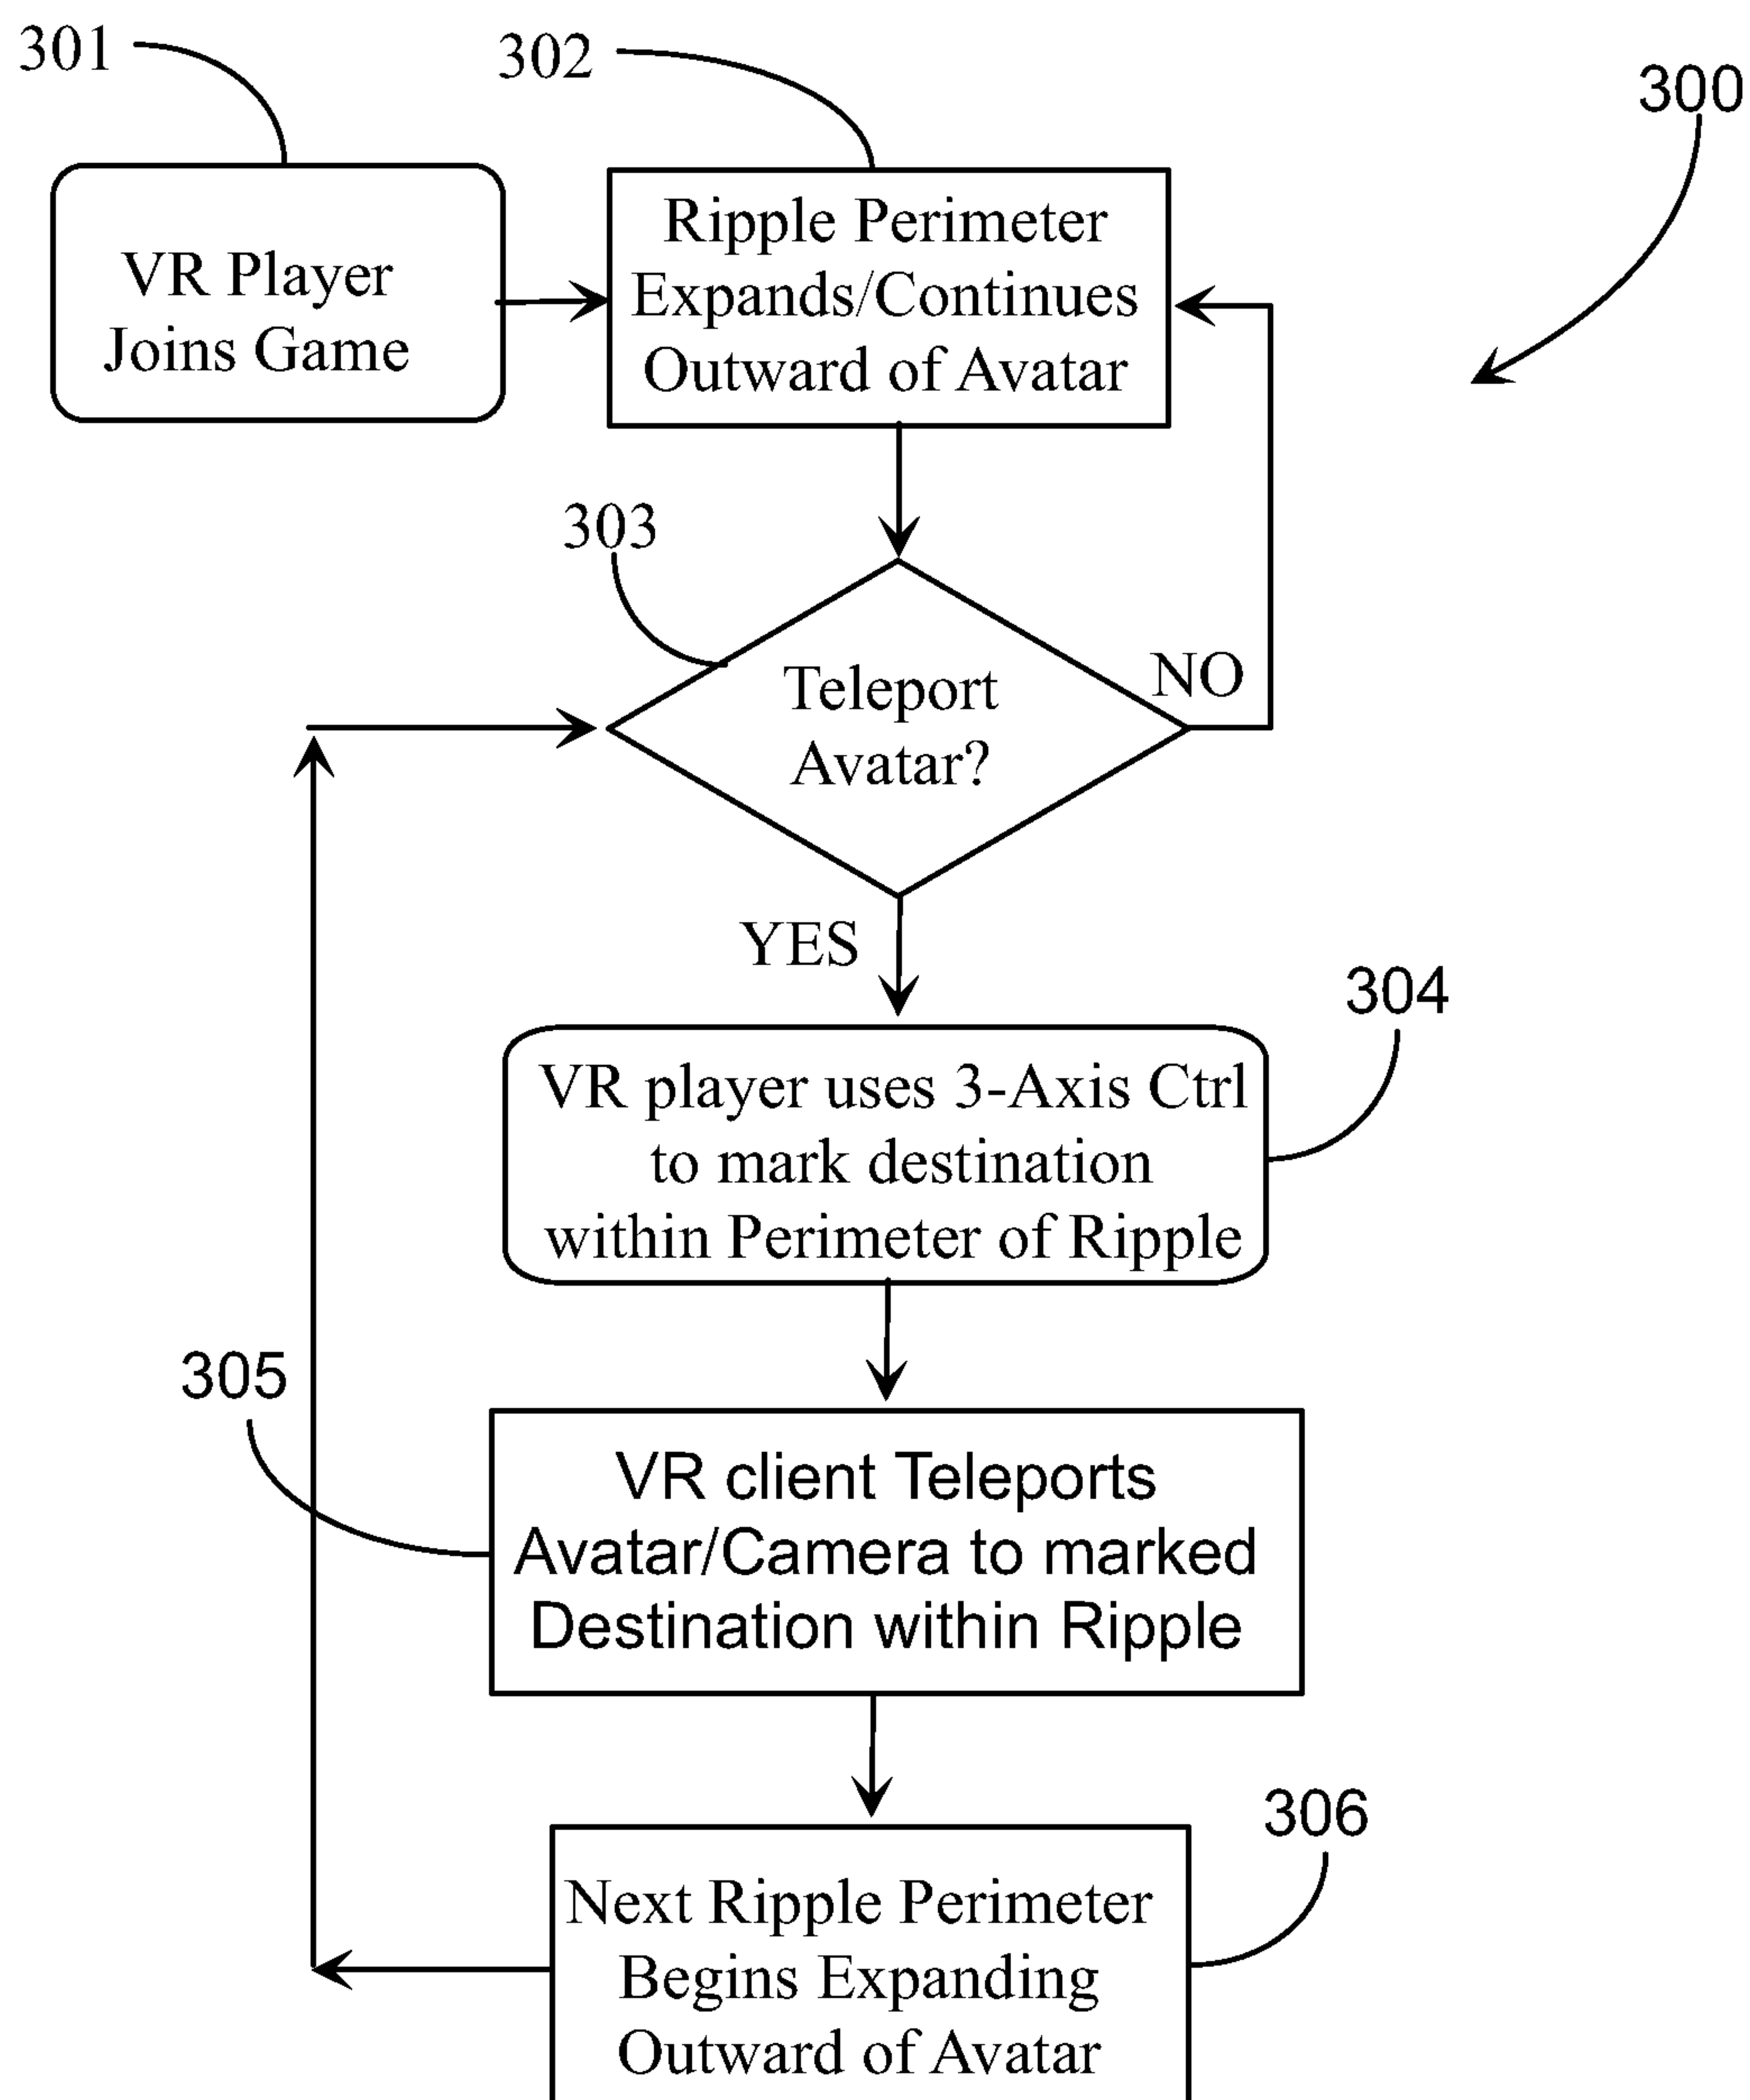 301
302
300
VR Player
Joins Game
Ripple Perimeter
Expands/Continues
Outward of Avatar
303
Teleport
Avatar?
NO
YES
304
VR player uses 3-Axis Ctrl
to mark destination
within Perimeter of Ripple
305
VR client Teleports
Avatar/Camera to marked
Destination within Ripple
306
Next Ripple Perimeter
Begins Expanding
Outward of Avatar